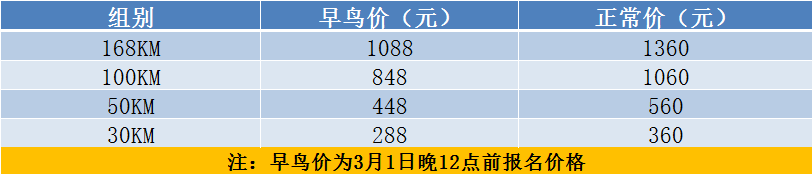 组别 早鸟价（元） 正常价（元）
168KM 1088 1360
100KM 848 1060
50KM 448 560
30KM 288 360
注：早鸟价为3月1日晚12点前报名价格